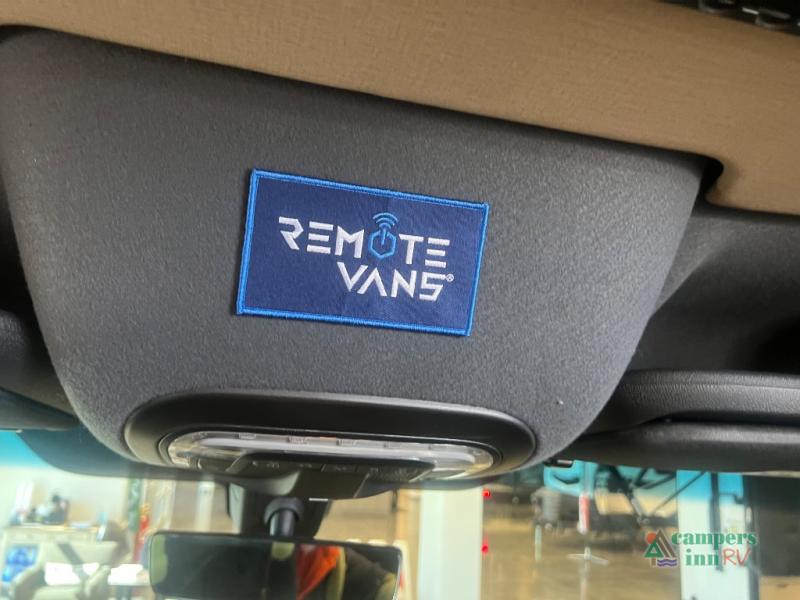 REMOTE
VANS®
campers
inn RV